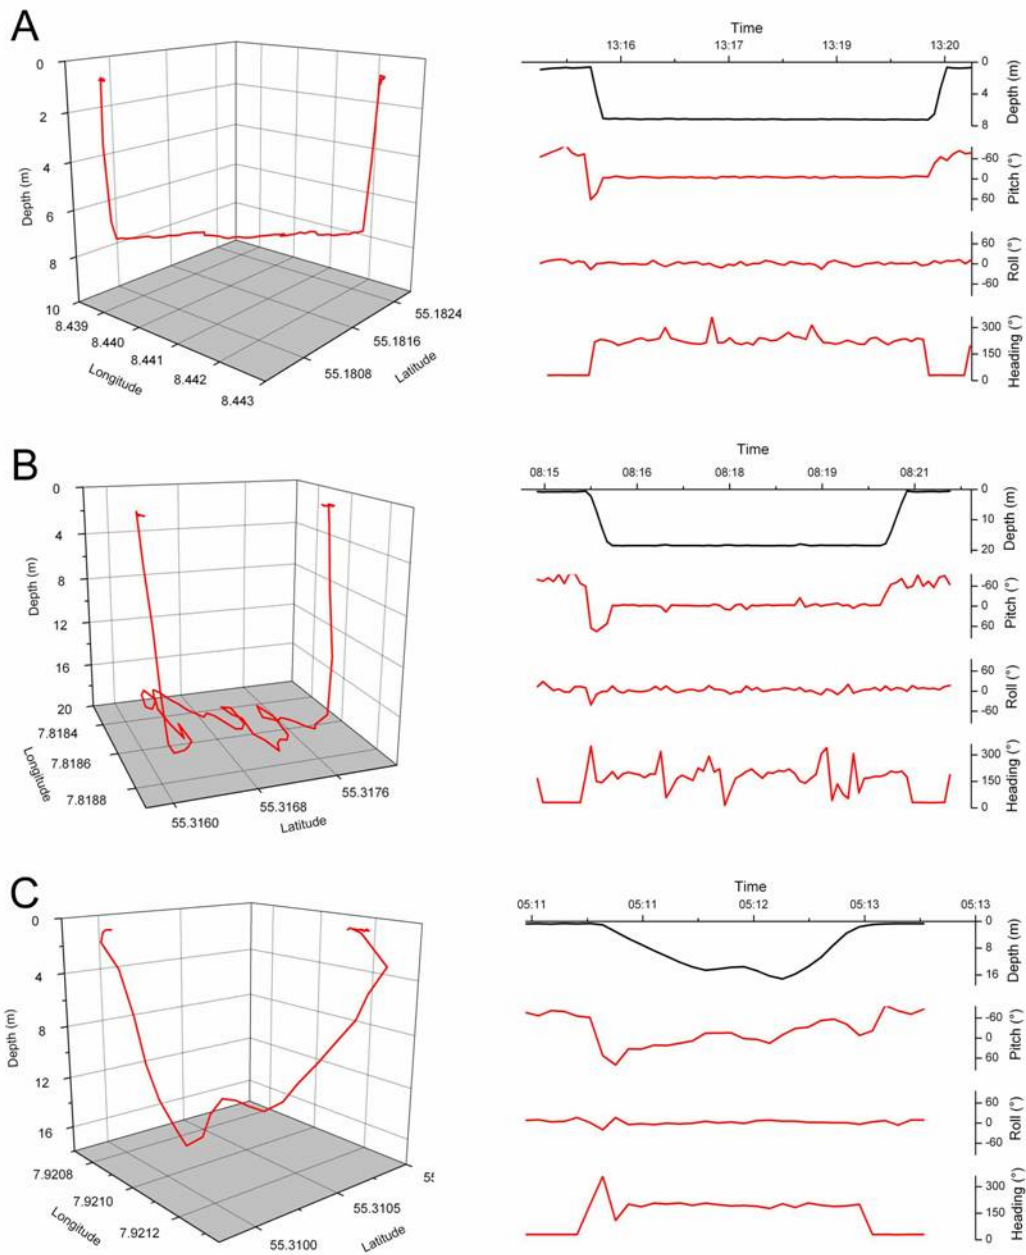 A
Time
13:16 13:17 13:19 13:20
0
2
4
6
8
10
Depth (m)
8.439
8.440
8.441
8.442
8.443
Longitude
55.1808
55.1816
55.1824
Latitude
0
4
8
Depth (m)
-60
0
60
Pitch (°)
60
0
-60
Roll (°)
300
150
0
Heading (°)
B
Time
08:15 08:16 08:18 08:19 08:21
0
4
8
12
16
20
Depth (m)
7.8184
7.8186
7.8188
Longitude
55.3160
55.3168
55.3176
Latitude
0
10
20
Depth (m)
-60
0
60
Pitch (°)
60
0
-60
Roll (°)
300
150
0
Heading (°)
C
Time
05:11 05:11 05:12 05:13 05:13
0
4
8
12
16
Depth (m)
7.9208
7.9210
7.9212
Longitude
55.3100
55.3105
Latitude
0
8
16
Depth (m)
-60
0
60
Pitch (°)
60
0
-60
Roll (°)
300
150
0
Heading (°)